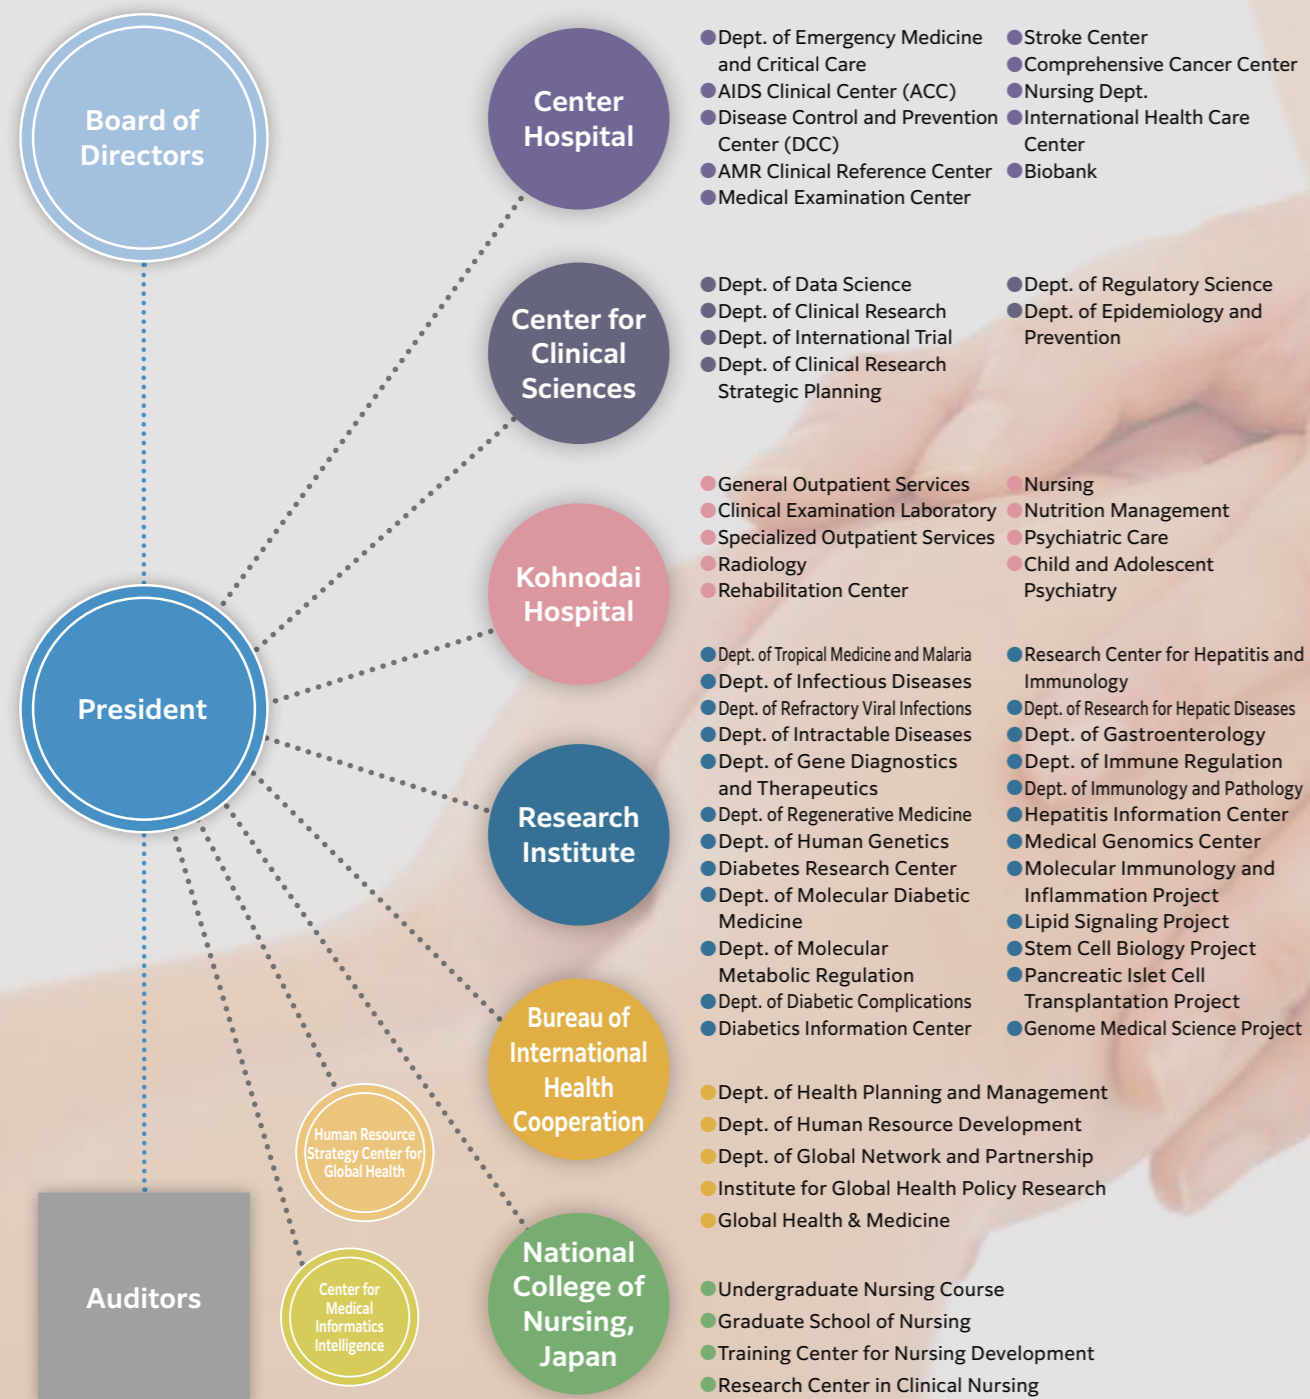 Board of
Directors
President
Auditors
Center
Hospital
●Dept. of Emergency Medicine
and Critical Care
●AIDS Clinical Center (ACC)
●Disease Control and Prevention
Center (DCC)
●AMR Clinical Reference Center
●Medical Examination Center
●Stroke Center
●Comprehensive Cancer Center
●Nursing Dept.
●International Health Care
Center
●Biobank
Center for
Clinical
Sciences
●Dept. of Data Science
●Dept. of Clinical Research
●Dept. of International Trial
●Dept. of Clinical Research
Strategic Planning
●Dept. of Regulatory Science
●Dept. of Epidemiology and
Prevention
Kohnodai
Hospital
●General Outpatient Services
●Clinical Examination Laboratory
●Specialized Outpatient Services
●Radiology
●Rehabilitation Center
●Nursing
●Nutrition Management
●Psychiatric Care
●Child and Adolescent
Psychiatry
Research
Institute
●Dept. of Tropical Medicine and Malaria
●Dept. of Infectious Diseases
●Dept. of Refractory Viral Infections
●Dept. of Intractable Diseases
●Dept. of Gene Diagnostics
and Therapeutics
●Dept. of Regenerative Medicine
●Dept. of Human Genetics
●Diabetes Research Center
●Dept. of Molecular Diabetic
Medicine
●Dept. of Molecular
Metabolic Regulation
●Dept. of Diabetic Complications
●Diabetics Information Center
●Research Center for Hepatitis and
Immunology
●Dept. of Research for Hepatic Diseases
●Dept. of Gastroenterology
●Dept. of Immune Regulation
●Dept. of Immunology and Pathology
●Hepatitis Information Center
●Medical Genomics Center
●Molecular Immunology and
Inflammation Project
●Lipid Signaling Project
●Stem Cell Biology Project
●Pancreatic Islet Cell
Transplantation Project
●Genome Medical Science Project
Bureau of
International
Health
Cooperation
●Dept. of Health Planning and Management
●Dept. of Human Resource Development
●Dept. of Global Network and Partnership
●Institute for Global Health Policy Research
●Global Health & Medicine
Human Resource
Strategy Center for
Global Health
Center for
Medical
Informatics
Intelligence
National
College of
Nursing,
Japan
●Undergraduate Nursing Course
●Graduate School of Nursing
●Training Center for Nursing Development
●Research Center in Clinical Nursing